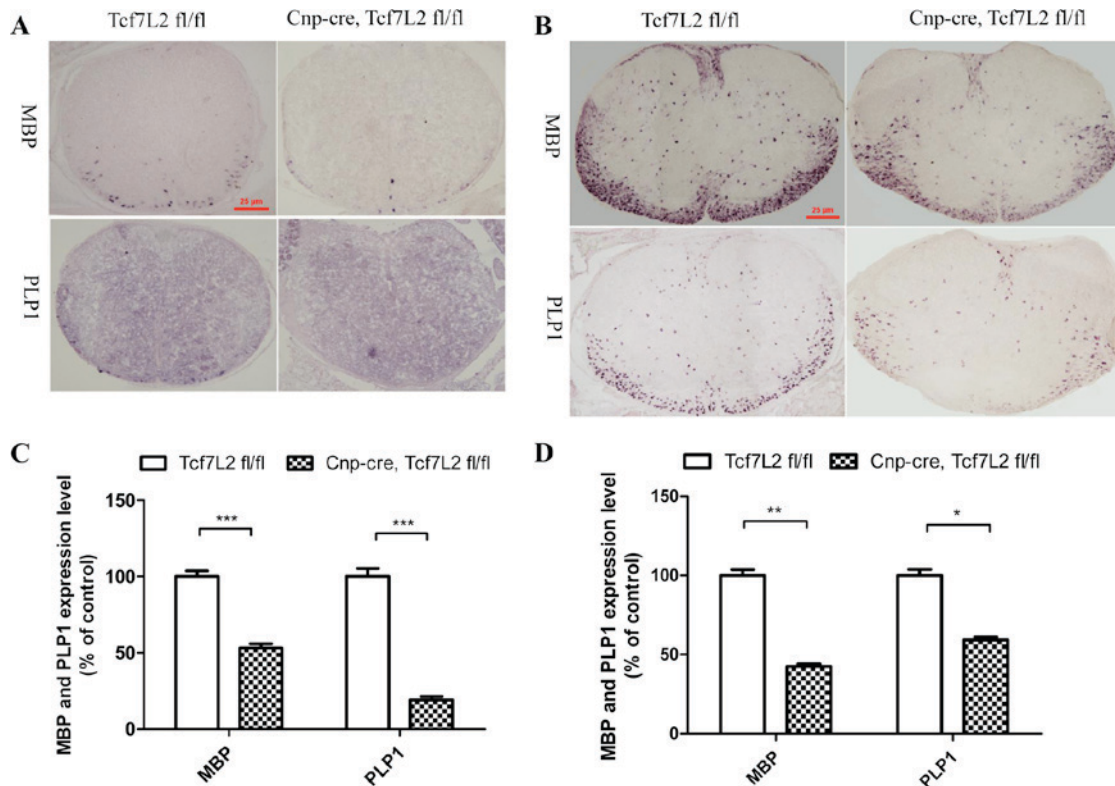 A
Tcf7L2 fl/fl
Cnp-cre, Tcf7L2 fl/fl
MBP
25 µm
PLP1
B
Tcf7L2 fl/fl
Cnp-cre, Tcf7L2 fl/fl
MBP
25 µm
PLP1
C
Tcf7L2 fl/fl
Cnp-cre, Tcf7L2 fl/fl
MBP and PLP1 expression level
(% of control)
150
100
50
0
***
***
MBP
PLP1
D
Tcf7L2 fl/fl
Cnp-cre, Tcf7L2 fl/fl
MBP and PLP1 expression level
(% of control)
150
100
50
0
**
*
MBP
PLP1